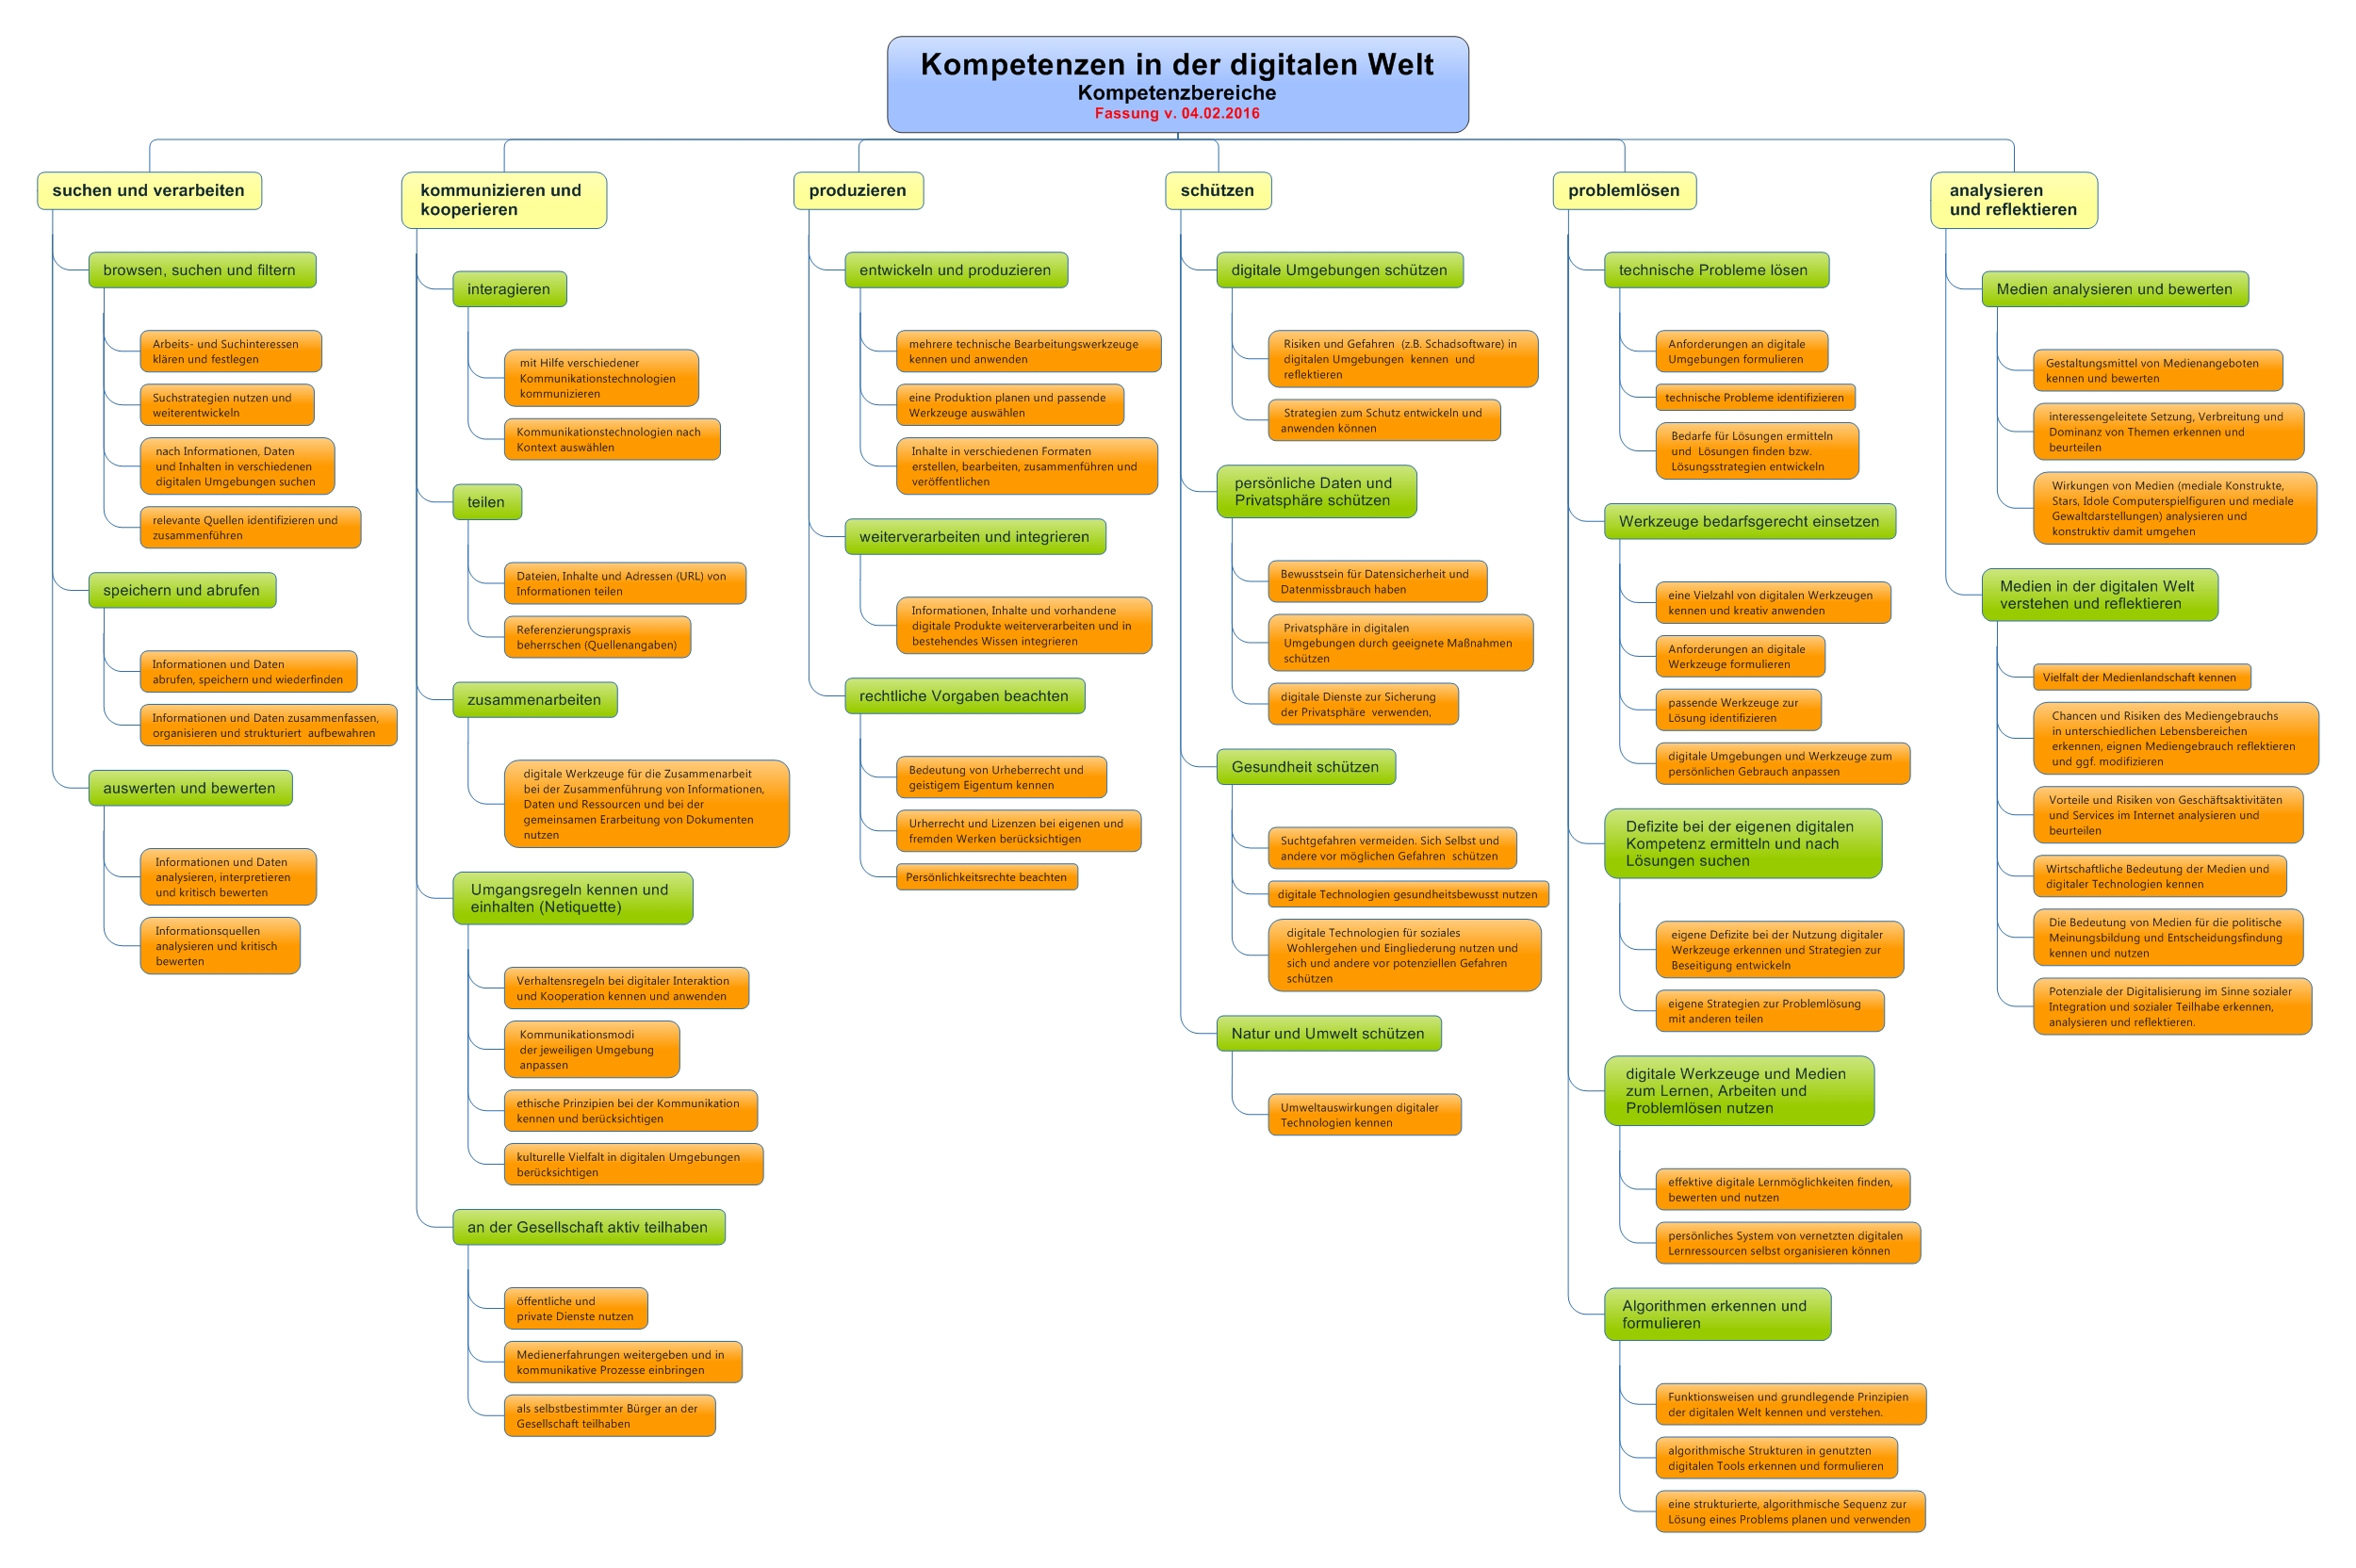 Kompetenzen in der digitalen Welt
Kompetenzbereiche
Fassung v. 04.02.2016
suchen und verarbeiten
browsen, suchen und filtern
Arbeits- und Suchinteressen
klären und festlegen
Suchstrategien nutzen und
weiterentwickeln
nach Informationen, Daten
und Inhalten in verschiedenen
digitalen Umgebungen suchen
relevante Quellen identifizieren und
zusammenführen
speichern und abrufen
Informationen und Daten
abrufen, speichern und wiederfinden
Informationen und Daten zusammenfassen,
organisieren und strukturiert aufbewahren
auswerten und bewerten
Informationen und Daten
analysieren, interpretieren
und kritisch bewerten
Informationsquellen
analysieren und kritisch
bewerten
kommunizieren und
kooperieren
interagieren
mit Hilfe verschiedener
Kommunikationstechnologien
kommunizieren
Kommunikationstechnologien nach
Kontext auswählen
teilen
Dateien, Inhalte und Adressen (URL) von
Informationen teilen
Referenzierungspraxis
beherrschen (Quellenangaben)
zusammenarbeiten
digitale Werkzeuge für die Zusammenarbeit
bei der Zusammenführung von Informationen,
Daten und Ressourcen und bei der
gemeinsamen Erarbeitung von Dokumenten
nutzen
Umgangsregeln kennen und
einhalten (Netiquette)
Verhaltensregeln bei digitaler Interaktion
und Kooperation kennen und anwenden
Kommunikationsmodi
der jeweiligen Umgebung
anpassen
ethische Prinzipien bei der Kommunikation
kennen und berücksichtigen
kulturelle Vielfalt in digitalen Umgebungen
berücksichtigen
an der Gesellschaft aktiv teilhaben
öffentliche und
private Dienste nutzen
Medienerfahrungen weitergeben und in
kommunikative Prozesse einbringen
als selbstbestimmter Bürger an der
Gesellschaft teilhaben
produzieren
entwickeln und produzieren
mehrere technische Bearbeitungswerkzeuge
kennen und anwenden
eine Produktion planen und passende
Werkzeuge auswählen
Inhalte in verschiedenen Formaten
erstellen, bearbeiten, zusammenführen und
veröffentlichen
weiterverarbeiten und integrieren
Informationen, Inhalte und vorhandene
digitale Produkte weiterverarbeiten und in
bestehendes Wissen integrieren
rechtliche Vorgaben beachten
Bedeutung von Urheberrecht und
geistigem Eigentum kennen
Urherrecht und Lizenzen bei eigenen und
fremden Werken berücksichtigen
Persönlichkeitsrechte beachten
schützen
digitale Umgebungen schützen
Risiken und Gefahren (z.B. Schadsoftware) in
digitalen Umgebungen kennen und
reflektieren
Strategien zum Schutz entwickeln und
anwenden können
persönliche Daten und
Privatsphäre schützen
Bewusstsein für Datensicherheit und
Datenmissbrauch haben
Privatsphäre in digitalen
Umgebungen durch geeignete Maßnahmen
schützen
digitale Dienste zur Sicherung
der Privatsphäre verwenden,
Gesundheit schützen
Suchtgefahren vermeiden. Sich Selbst und
andere vor möglichen Gefahren schützen
digitale Technologien gesundheitsbewusst nutzen
digitale Technologien für soziales
Wohlergehen und Eingliederung nutzen und
sich und andere vor potenziellen Gefahren
schützen
Natur und Umwelt schützen
Umweltauswirkungen digitaler
Technologien kennen
problemlösen
technische Probleme lösen
Anforderungen an digitale
Umgebungen formulieren
technische Probleme identifizieren
Bedarfe für Lösungen ermitteln
und Lösungen finden bzw.
Lösungsstrategien entwickeln
Werkzeuge bedarfsgerecht einsetzen
eine Vielzahl von digitalen Werkzeugen
kennen und kreativ anwenden
Anforderungen an digitale
Werkzeuge formulieren
passende Werkzeuge zur
Lösung identifizieren
digitale Umgebungen und Werkzeuge zum
persönlichen Gebrauch anpassen
Defizite bei der eigenen digitalen
Kompetenz ermitteln und nach
Lösungen suchen
eigene Defizite bei der Nutzung digitaler
Werkzeuge erkennen und Strategien zur
Beseitigung entwickeln
eigene Strategien zur Problemlösung
mit anderen teilen
digitale Werkzeuge und Medien
zum Lernen, Arbeiten und
Problemlösen nutzen
effektive digitale Lernmöglichkeiten finden,
bewerten und nutzen
persönliches System von vernetzten digitalen
Lernressourcen selbst organisieren können
Algorithmen erkennen und
formulieren
Funktionsweisen und grundlegende Prinzipien
der digitalen Welt kennen und verstehen.
algorithmische Strukturen in genutzten
digitalen Tools erkennen und formulieren
eine strukturierte, algorithmische Sequenz zur
Lösung eines Problems planen und verwenden
analysieren
und reflektieren
Medien analysieren und bewerten
Gestaltungsmittel von Medienangeboten
kennen und bewerten
interessengeleitete Setzung, Verbreitung und
Dominanz von Themen erkennen und
beurteilen
Wirkungen von Medien (mediale Konstrukte,
Stars, Idole Computerspielfiguren und mediale
Gewaltdarstellungen) analysieren und
konstruktiv damit umgehen
Medien in der digitalen Welt
verstehen und reflektieren
Vielfalt der Medienlandschaft kennen
Chancen und Risiken des Mediengebrauchs
in unterschiedlichen Lebensbereichen
erkennen, eignen Mediengebrauch reflektieren
und ggf. modifizieren
Vorteile und Risiken von Geschäftsaktivitäten
und Services im Internet analysieren und
beurteilen
Wirtschaftliche Bedeutung der Medien und
digitaler Technologien kennen
Die Bedeutung von Medien für die politische
Meinungsbildung und Entscheidungsfindung
kennen und nutzen
Potenziale der Digitalisierung im Sinne sozialer
Integration und sozialer Teilhabe erkennen,
analysieren und reflektieren.